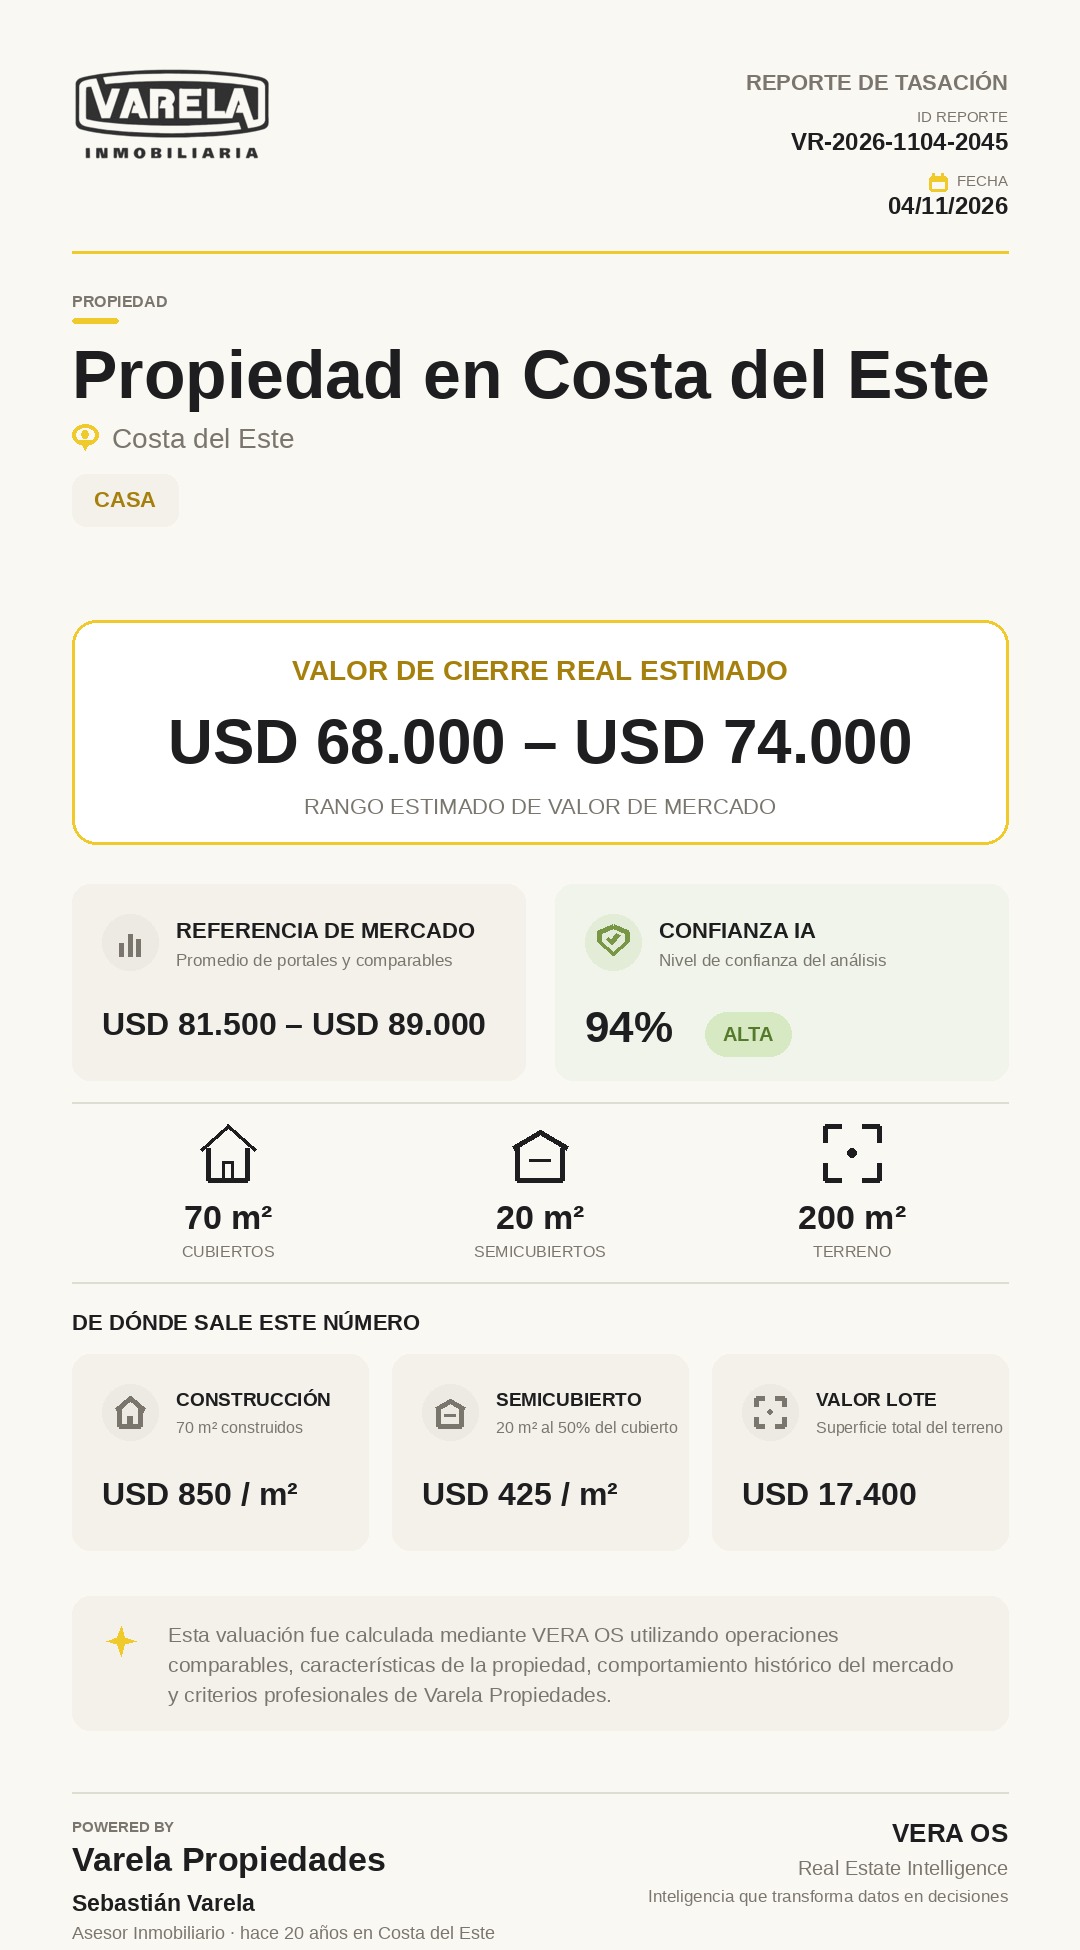 VARELA
INMOBILIARIA
REPORTE DE TASACIÓN
ID REPORTE
VR-2026-1104-2045
FECHA
04/11/2026
PROPIEDAD
Propiedad en Costa del Este
Costa del Este
CASA
VALOR DE CIERRE REAL ESTIMADO
USD 68.000 – USD 74.000
RANGO ESTIMADO DE VALOR DE MERCADO
REFERENCIA DE MERCADO
Promedio de portales y comparables
USD 81.500 – USD 89.000
CONFIANZA IA
Nivel de confianza del análisis
94%
ALTA
70 m²
CUBIERTOS
20 m²
SEMICUBIERTOS
200 m²
TERRENO
DE DÓNDE SALE ESTE NÚMERO
CONSTRUCCIÓN
70 m² construidos
USD 850 / m²
SEMICUBIERTO
20 m² al 50% del cubierto
USD 425 / m²
VALOR LOTE
Superficie total del terreno
USD 17.400
Esta valuación fue calculada mediante VERA OS utilizando operaciones
comparables, características de la propiedad, comportamiento histórico del mercado
y criterios profesionales de Varela Propiedades.
POWERED BY
Varela Propiedades
Sebastián Varela
Asesor Inmobiliario · hace 20 años en Costa del Este
VERA OS
Real Estate Intelligence
Inteligencia que transforma datos en decisiones